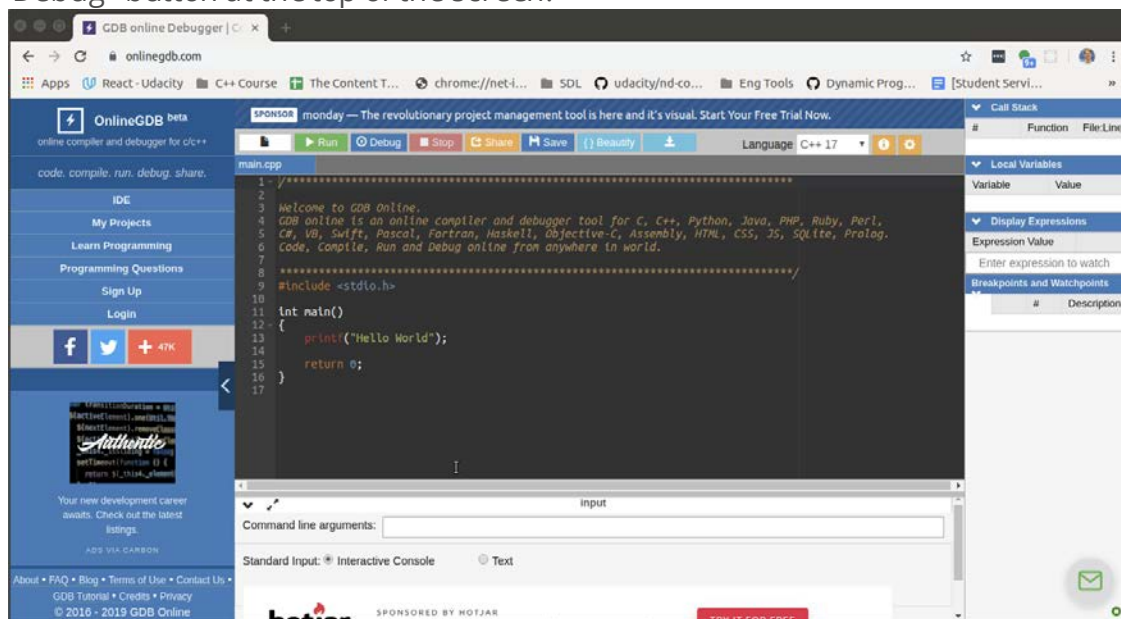 "Debug" button at the top of the screen.
GDB online Debugger | C
onlinegdb.com
Apps React - Udacity C++ Course The Content T... chrome://net-i... SDL udacity/nd-co... Eng Tools Dynamic Prog... [Student Servi... »
OnlineGDB beta
online compiler and debugger for c/c++
code. compile. run. debug. share.
IDE
My Projects
Learn Programming
Programming Questions
Sign Up
Login
f + 47K
Authentic
Your new development career
awaits. Check out the latest
listings.
ADS VIA CARBON
About • FAQ • Blog • Terms of Use • Contact Us •
GDB Tutorial • Credits • Privacy
© 2016 - 2019 GDB Online
SPONSOR monday — The revolutionary project management tool is here and it's visual. Start Your Free Trial Now.
Run Debug Stop Share Save {} Beautify Language C++ 17
main.cpp
1 /******************************************************************************
2
3 Welcome to GDB Online.
4 GDB online is an online compiler and debugger tool for C, C++, Python, Java, PHP, Ruby, Perl,
5 C#, VB, Swift, Pascal, Fortran, Haskell, Objective-C, Assembly, HTML, CSS, JS, SQLite, Prolog.
6 Code, Compile, Run and Debug online from anywhere in world.
7
8 *******************************************************************************/
9 #include <stdio.h>
10
11 int main()
12 {
13 printf("Hello World");
14
15 return 0;
16 }
17
input
Command line arguments:
Standard Input: Interactive Console Text
hotjar SPONSORED BY HOTJAR TRY IT FOR FREE
Call Stack
# Function File:Line
Local Variables
Variable Value
Display Expressions
Expression Value
Enter expression to watch
Breakpoints and Watchpoints
# Description